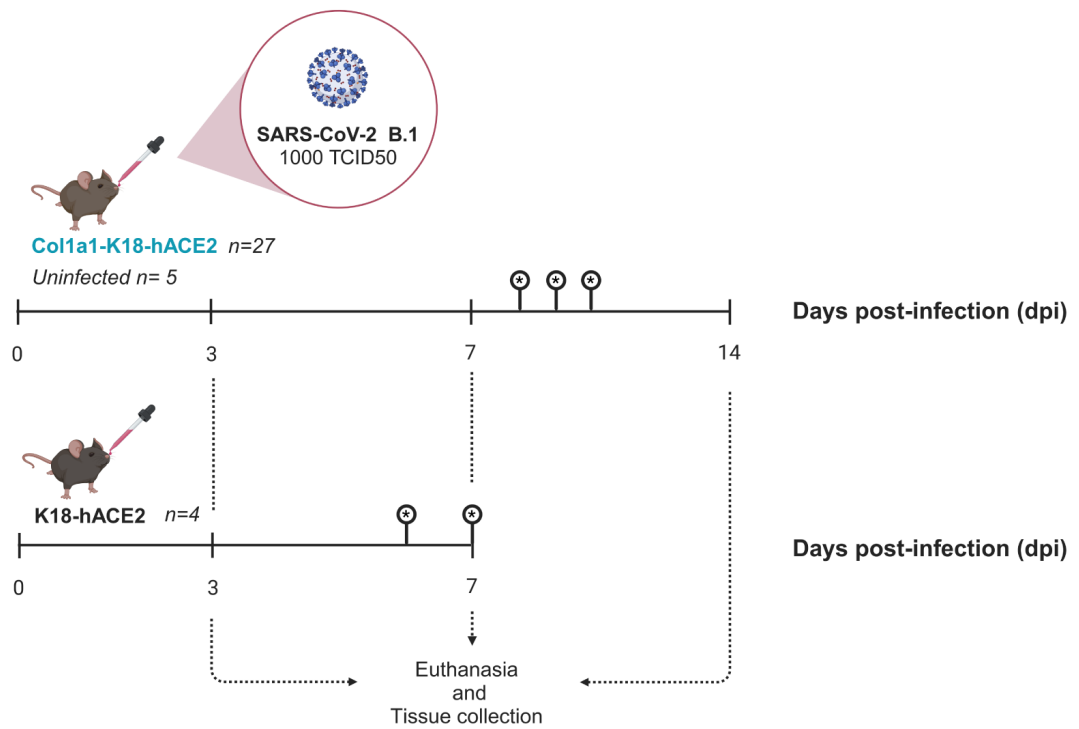 SARS-CoV-2 B.1
1000 TCID50
Col1a1-K18-hACE2 n=27
Uninfected n= 5
* * *
Days post-infection (dpi)
0 3 7 14
K18-hACE2 n=4
* *
Days post-infection (dpi)
0 3 7
Euthanasia
and
Tissue collection